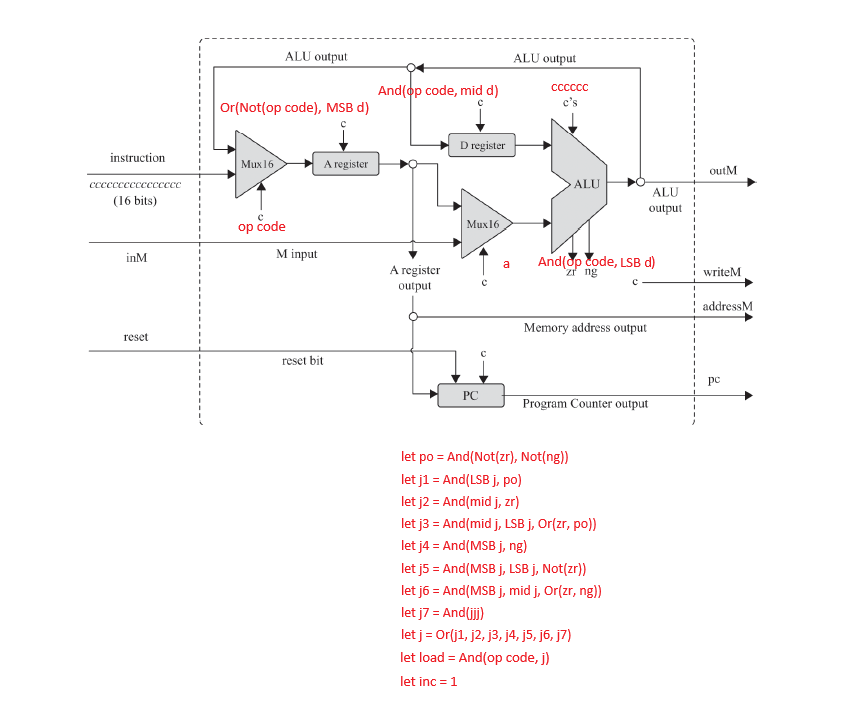 ALU output
ALU output
And(op code, mid d)
cccccc
Or(Not(op code), MSB d)
c
c's
c
D register
instruction
Mux16
A register
outM
cccccccccccccccc
ALU
ALU
output
(16 bits)
c
op code
Mux16
inM
M input
a
And(op code, LSB d)
A register
output
zr
ng
c
c
writeM
addressM
Memory address output
reset
reset bit
c
pc
PC
Program Counter output
let po = And(Not(zr), Not(ng))
let j1 = And(LSB j, po)
let j2 = And(mid j, zr)
let j3 = And(mid j, LSB j, Or(zr, po))
let j4 = And(MSB j, ng)
let j5 = And(MSB j, LSB j, Not(zr))
let j6 = And(MSB j, mid j, Or(zr, ng))
let j7 = And(jjj)
let j = Or(j1, j2, j3, j4, j5, j6, j7)
let load = And(op code, j)
let inc = 1